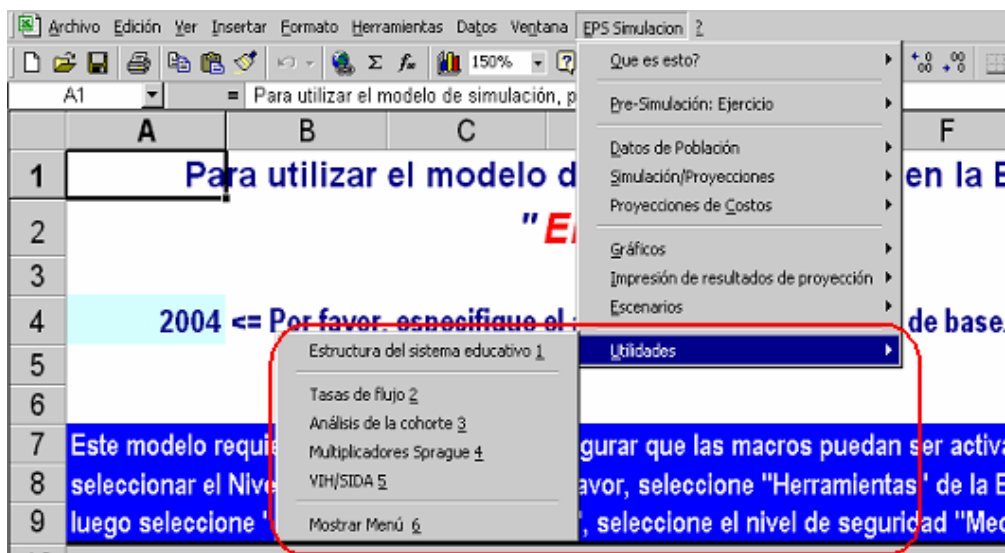 Archivo Edición Ver Insertar Formato Herramientas Datos Ventana EPS Simulacion ?
150%
A1 = Para utilizar el modelo de simulación, p
A B C F
Que es esto?
Pre-Simulación: Ejercicio
Datos de Población
Simulación/Proyecciones
Proyecciones de Costos
Gráficos
Impresión de resultados de proyección
Escenarios
Utilidades
Estructura del sistema educativo 1
Tasas de flujo 2
Análisis de la cohorte 3
Multiplicadores Sprague 4
VIH/SIDA 5
Mostrar Menú 6
1 Para utilizar el modelo d en la E
2 "E
3
4 2004 <= Por favor, especifique el a de base.
5
6
7 Este modelo requie gurar que las macros puedan ser activa
8 seleccionar el Nive avor, seleccione "Herramientas" de la B
9 luego seleccione " ", seleccione el nivel de seguridad "Med